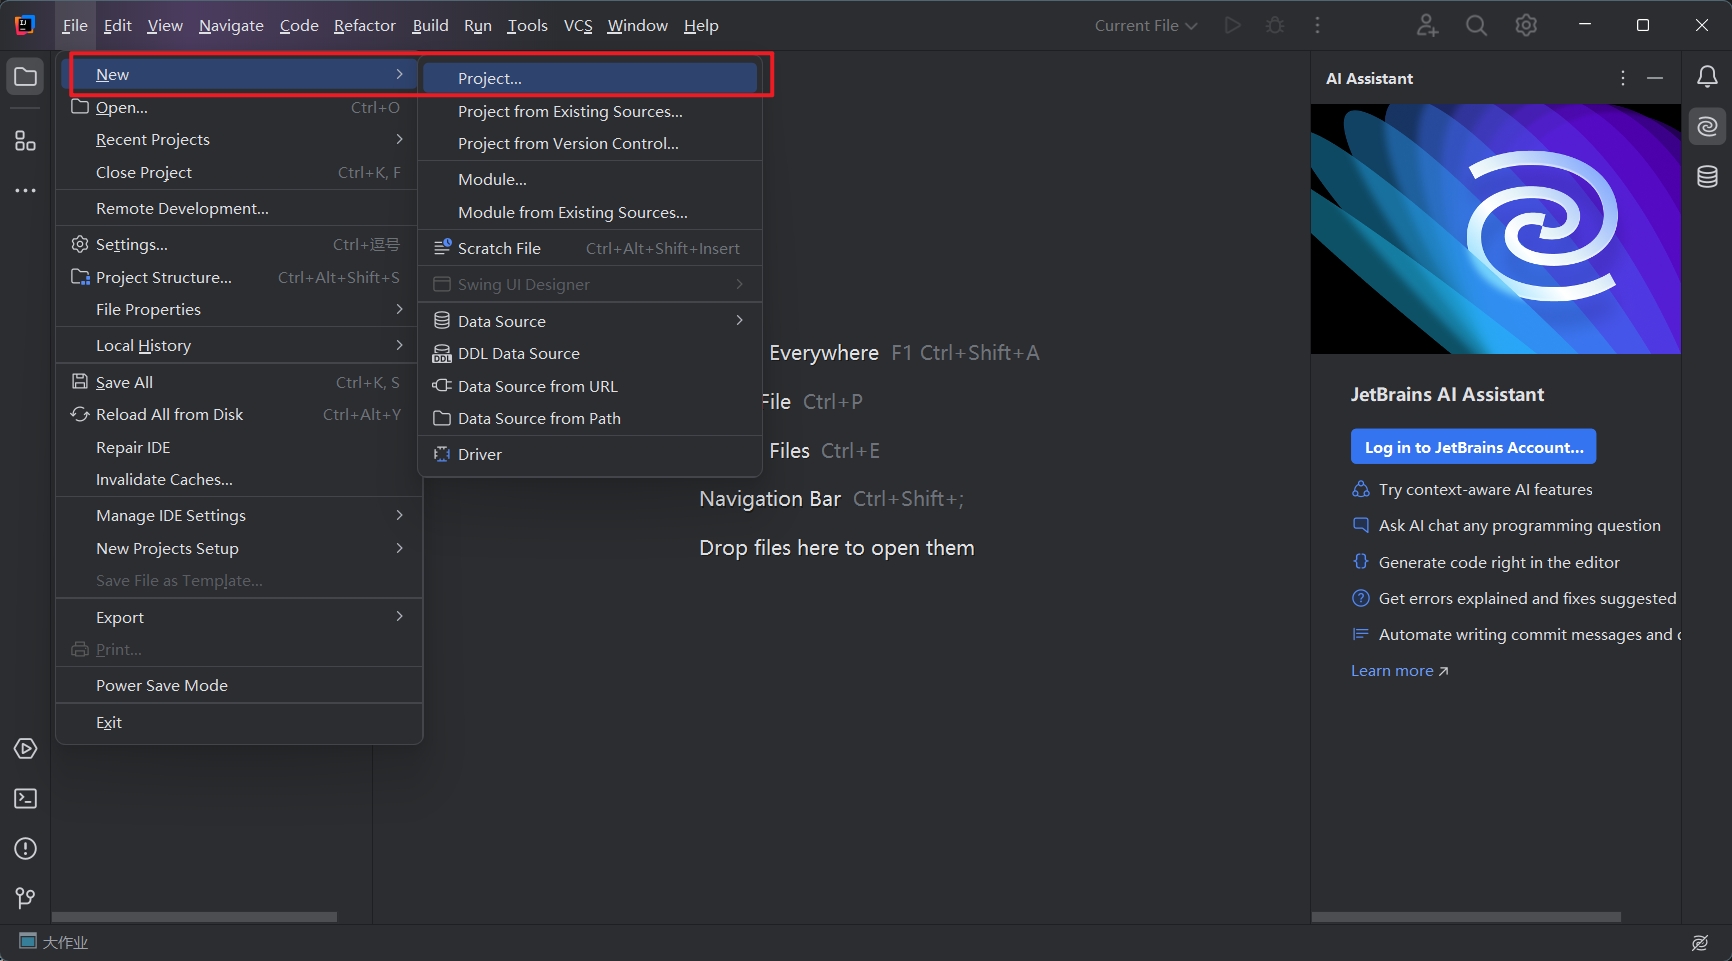 File Edit View Navigate Code Refactor Build Run Tools VCS Window Help Current File
New
Open... Ctrl+O
Recent Projects
Close Project Ctrl+K, F
Remote Development...
Settings... Ctrl+逗号
Project Structure... Ctrl+Alt+Shift+S
File Properties
Local History
Save All Ctrl+K, S
Reload All from Disk Ctrl+Alt+Y
Repair IDE
Invalidate Caches...
Manage IDE Settings
New Projects Setup
Save File as Template...
Export
Print...
Power Save Mode
Exit
Project...
Project from Existing Sources...
Project from Version Control...
Module...
Module from Existing Sources...
Scratch File Ctrl+Alt+Shift+Insert
Swing UI Designer
Data Source
DDL Data Source
Data Source from URL
Data Source from Path
Driver
Everywhere F1 Ctrl+Shift+A
File Ctrl+P
Files Ctrl+E
Navigation Bar Ctrl+Shift+;
Drop files here to open them
AI Assistant
JetBrains AI Assistant
Log in to JetBrains Account...
Try context-aware AI features
Ask AI chat any programming question
Generate code right in the editor
Get errors explained and fixes suggested
Automate writing commit messages and
Learn more
大作业